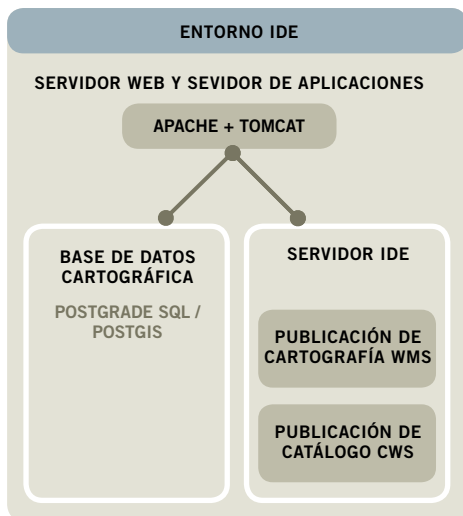 ENTORNO IDE
SERVIDOR WEB Y SEVIDOR DE APLICACIONES
APACHE + TOMCAT
BASE DE DATOS
CARTOGRÁFICA
POSTGRADE SQL /
POSTGIS
SERVIDOR IDE
PUBLICACIÓN DE
CARTOGRAFÍA WMS
PUBLICACIÓN DE
CATÁLOGO CWS